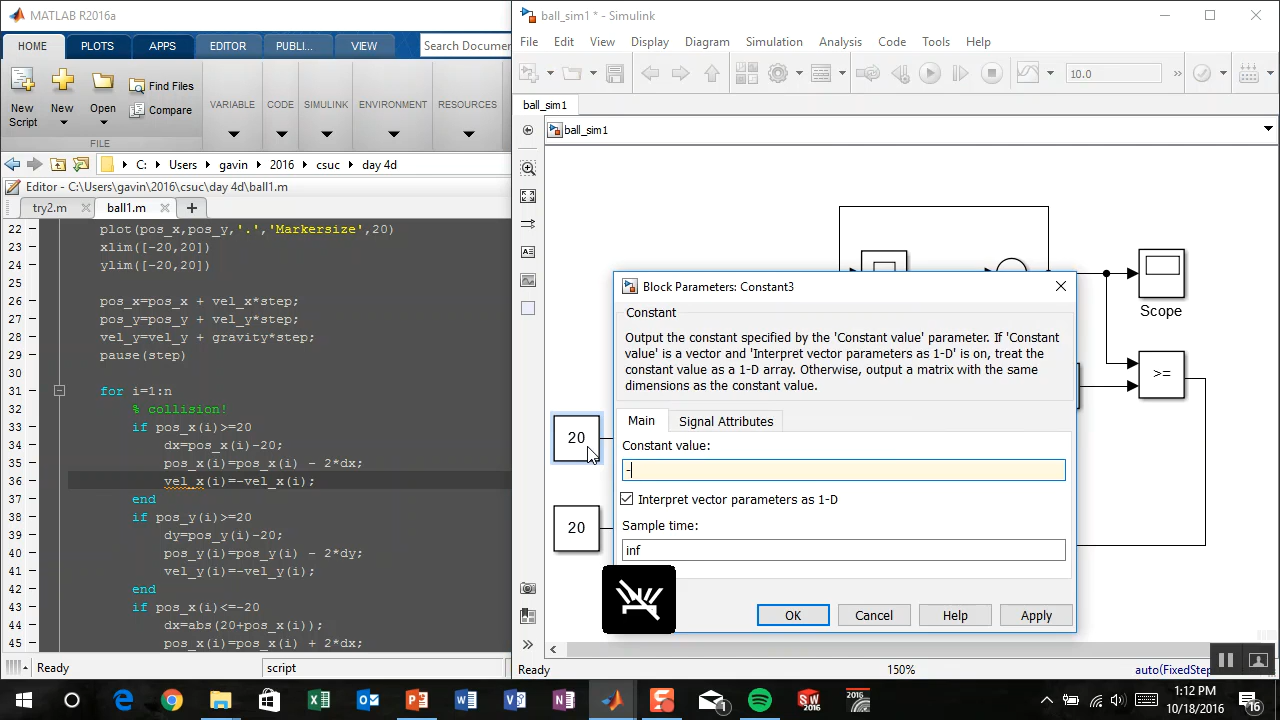 MATLAB R2016a
HOME PLOTS APPS EDITOR PUBLI... VIEW Search Documen
New Script
New
Open
Find Files
Compare
FILE
VARIABLE CODE SIMULINK ENVIRONMENT RESOURCES
C: Users gavin 2016 csuc day 4d
Editor - C:\Users\gavin\2016\csuc\day 4d\ball1.m
try2.m ball1.m
22 plot(pos_x,pos_y,'.','Markersize',20)
23 xlim([-20,20])
24 ylim([-20,20])
25
26 pos_x=pos_x + vel_x*step;
27 pos_y=pos_y + vel_y*step;
28 vel_y=vel_y + gravity*step;
29 pause(step)
30
31 for i=1:n
32 % collision!
33 if pos_x(i)>=20
34 dx=pos_x(i)-20;
35 pos_x(i)=pos_x(i) - 2*dx;
36 vel_x(i)=-vel_x(i);
37 end
38 if pos_y(i)>=20
39 dy=pos_y(i)-20;
40 pos_y(i)=pos_y(i) - 2*dy;
41 vel_y(i)=-vel_y(i);
42 end
43 if pos_x(i)<=-20
44 dx=abs(20+pos_x(i));
45 pos_x(i)=pos_x(i) + 2*dx;
Ready script
ball_sim1 * - Simulink
File Edit View Display Diagram Simulation Analysis Code Tools Help
10.0
ball_sim1
ball_sim1
Scope
>=
20
20
Block Parameters: Constant3
Constant
Output the constant specified by the 'Constant value' parameter. If 'Constant
value' is a vector and 'Interpret vector parameters as 1-D' is on, treat the
constant value as a 1-D array. Otherwise, output a matrix with the same
dimensions as the constant value.
Main Signal Attributes
Constant value:
-
Interpret vector parameters as 1-D
Sample time:
inf
OK Cancel Help Apply
Ready 150% auto(FixedStep
1:12 PM
10/18/2016
16
1
2016
2016